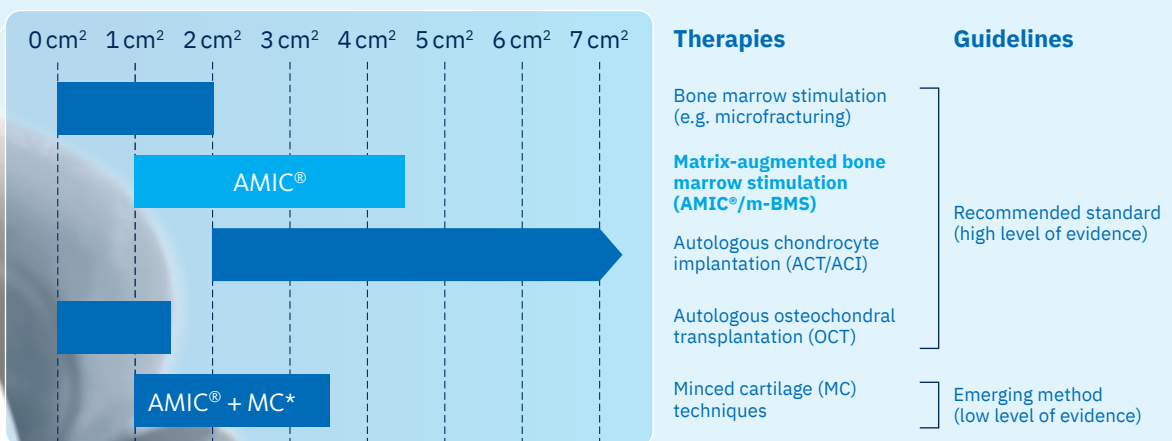 0 cm² 1 cm² 2 cm² 3 cm² 4 cm² 5 cm² 6 cm² 7 cm²
Therapies
Guidelines
Bone marrow stimulation
(e.g. microfracturing)
AMIC®
Matrix-augmented bone
marrow stimulation
(AMIC®/m-BMS)
Autologous chondrocyte
implantation (ACT/ACI)
Autologous osteochondral
transplantation (OCT)
Recommended standard
(high level of evidence)
AMIC® + MC*
Minced cartilage (MC)
techniques
Emerging method
(low level of evidence)